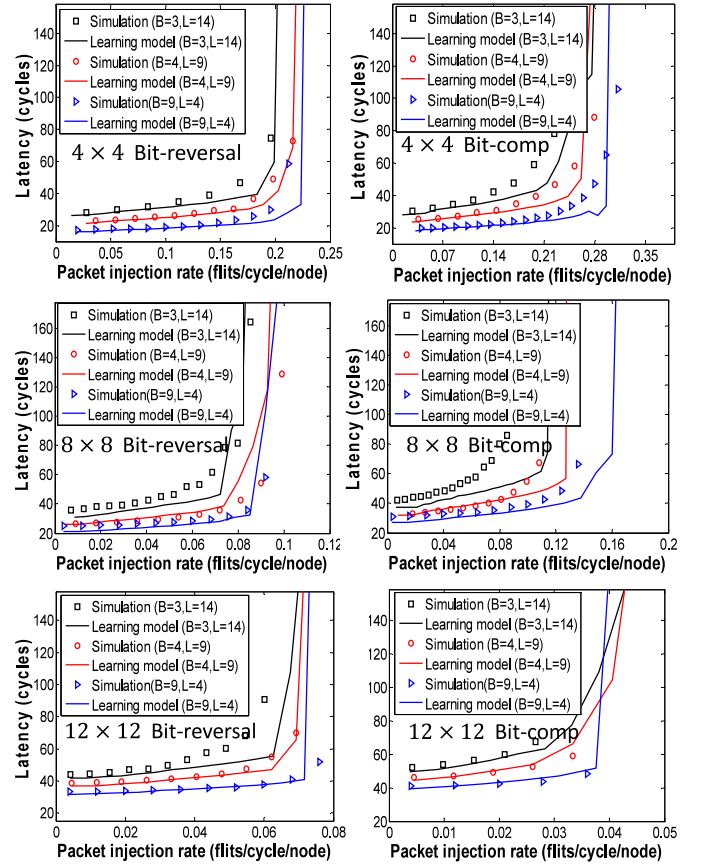 Latency (cycles)
160
140
120
100
80
60
40
20
Simulation (B=3,L=14)
Learning model (B=3,L=14)
Simulation (B=4,L=9)
Learning model (B=4,L=9)
Simulation(B=9,L=4)
Learning model (B=9,L=4)
4 × 4 Bit-reversal
0 0.05 0.1 0.15 0.2 0.25
Packet injection rate (flits/cycle/node)
Latency (cycles)
140
120
100
80
60
40
20
Simulation (B=3,L=14)
Learning model (B=3,L=14)
Simulation (B=4,L=9)
Learning model (B=4,L=9)
Simulation(B=9,L=4)
Learning model (B=9,L=4)
4 × 4 Bit-comp
0 0.07 0.14 0.21 0.28 0.35
Packet injection rate (flits/cycle/node)
Latency (cycles)
160
140
120
100
80
60
40
20
Simulation (B=3,L=14)
Learning model (B=3,L=14)
Simulation (B=4,L=9)
Learning model (B=4,L=9)
Simulation(B=9,L=4)
Learning model (B=9,L=4)
8 × 8 Bit-reversal
0 0.02 0.04 0.06 0.08 0.1 0.12
Packet injection rate (flits/cycle/node)
Latency (cycles)
160
140
120
100
80
60
40
20
Simulation (B=3,L=14)
Learning model (B=3,L=14)
Simulation (B=4,L=9)
Learning model (B=4,L=9)
Simulation(B=9,L=4)
Learning model (B=9,L=4)
8 × 8 Bit-comp
0 0.04 0.08 0.12 0.16 0.2
Packet injection rate (flits/cycle/node)
Latency (cycles)
140
120
100
80
60
40
20
Simulation (B=3,L=14)
Learning model (B=3,L=14)
Simulation (B=4,L=9)
Learning model (B=4,L=9)
Simulation(B=9,L=4)
Learning model (B=9,L=4)
12 × 12 Bit-reversal
0 0.02 0.04 0.06 0.08
Packet injection rate (flits/cycle/node)
Latency (cycles)
140
120
100
80
60
40
20
Simulation (B=3,L=14)
Learning model (B=3,L=14)
Simulation (B=4,L=9)
Learning model (B=4,L=9)
Simulation(B=9,L=4)
Learning model (B=9,L=4)
12 × 12 Bit-comp
0 0.01 0.02 0.03 0.04 0.05
Packet injection rate (flits/cycle/node)